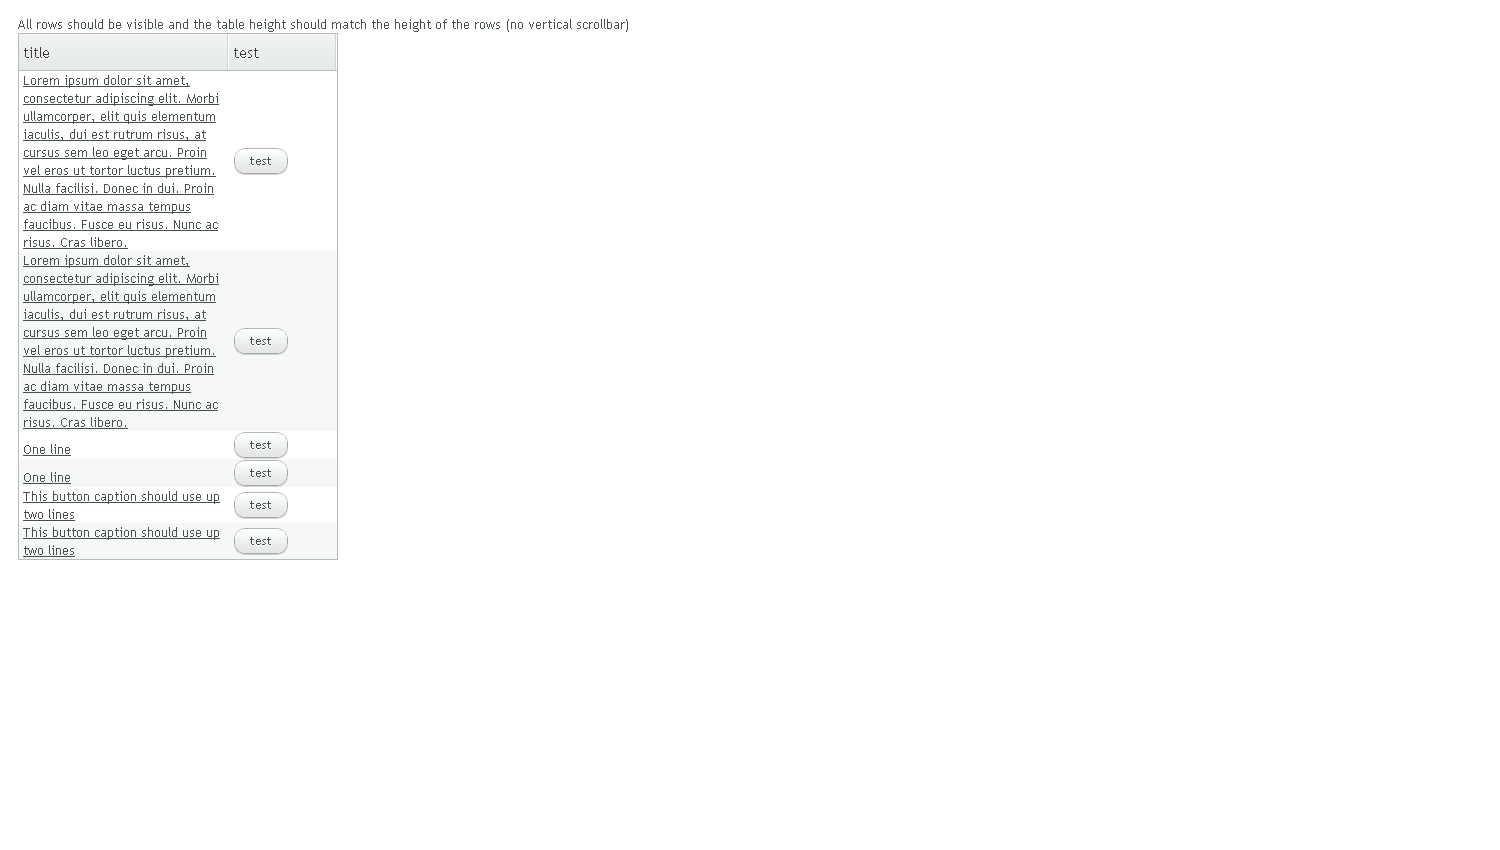 All rows should be visible and the table height should match the height of the rows (no vertical scrollbar)
title test
Lorem ipsum dolor sit amet,
consectetur adipiscing elit. Morbi
ullamcorper, elit quis elementum
iaculis, dui est rutrum risus, at
cursus sem leo eget arcu. Proin
vel eros ut tortor luctus pretium.
Nulla facilisi. Donec in dui. Proin
ac diam vitae massa tempus
faucibus. Fusce eu risus. Nunc ac
risus. Cras libero.
test
Lorem ipsum dolor sit amet,
consectetur adipiscing elit. Morbi
ullamcorper, elit quis elementum
iaculis, dui est rutrum risus, at
cursus sem leo eget arcu. Proin
vel eros ut tortor luctus pretium.
Nulla facilisi. Donec in dui. Proin
ac diam vitae massa tempus
faucibus. Fusce eu risus. Nunc ac
risus. Cras libero.
test
One line test
One line test
This button caption should use up
two lines
test
This button caption should use up
two lines
test